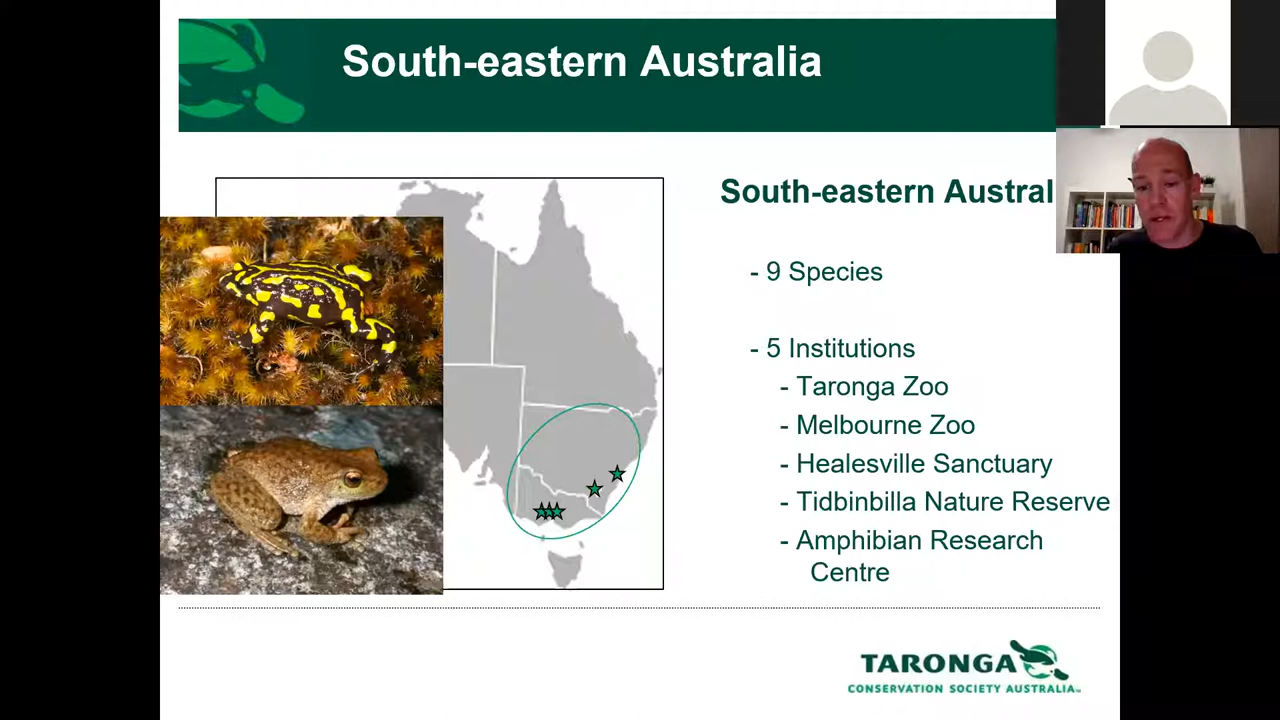 South-eastern Australia
South-eastern Austral
- 9 Species
- 5 Institutions
- Taronga Zoo
- Melbourne Zoo
- Healesville Sanctuary
- Tidbinbilla Nature Reserve
- Amphibian Research
Centre
TARONGA
CONSERVATION SOCIETY AUSTRALIA